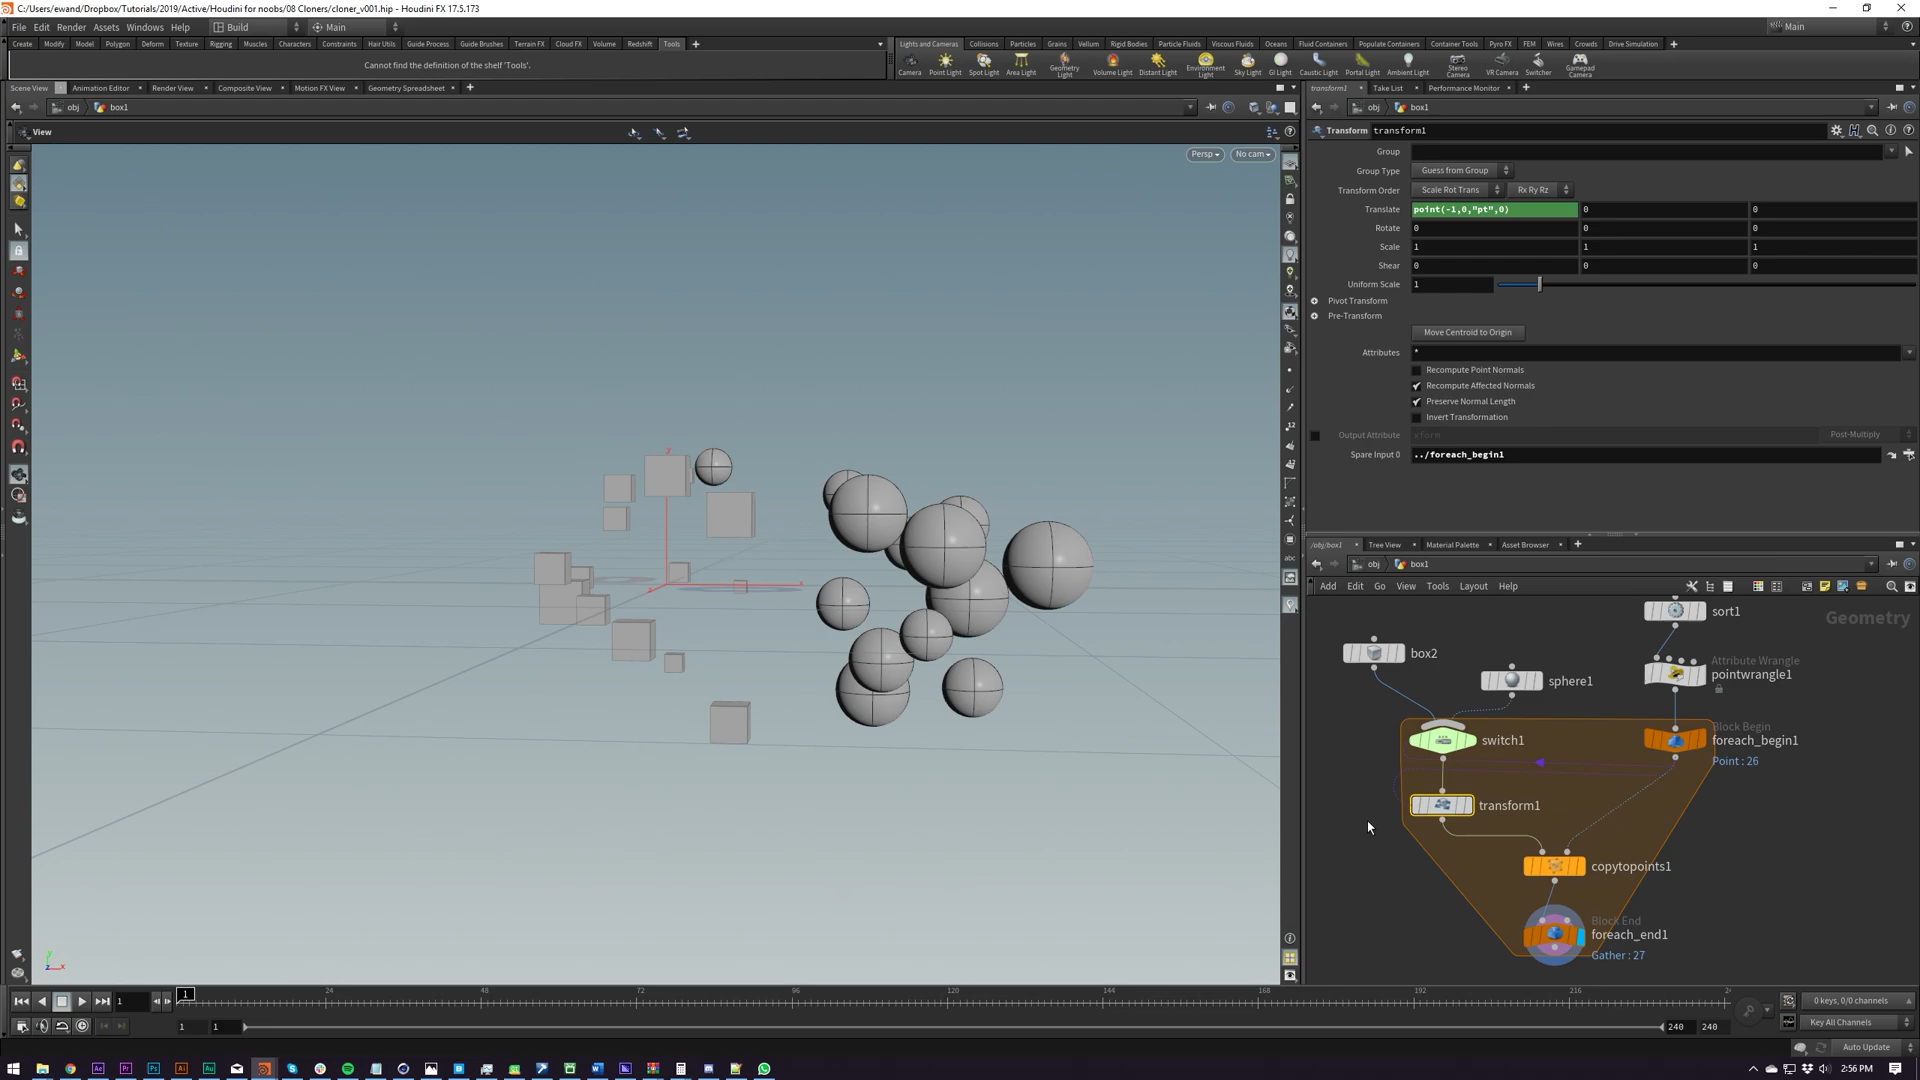 C:/Users/ewand/Dropbox/Tutorials/2019/Active/Houdini for noobs/08 Cloners/cloner_v001.hip - Houdini FX 17.5.173
File Edit Render Assets Windows Help Build Main Main
Create Modify Model Polygon Deform Texture Rigging Muscles Characters Constraints Hair Utils Guide Process Guide Brushes Terrain FX Cloud FX Volume Redshift Tools
Lights and Cameras Collisions Particles Grains Vellum Rigid Bodies Particle Fluids Viscous Fluids Oceans Fluid Containers Populate Containers Container Tools Pyro FX FEM Wires Crowds Drive Simulation
Cannot find the definition of the shelf 'Tools'.
Camera Point Light Spot Light Area Light Geometry Light Volume Light Distant Light Environment Light Sky Light GI Light Caustic Light Portal Light Ambient Light Stereo Camera VR Camera Switcher Gamepad Camera
Scene View Animation Editor Render View Composite View Motion FX View Geometry Spreadsheet
transform1 Take List Performance Monitor
obj box1
obj box1
View
Persp No cam
Transform transform1
Group
Group Type Guess from Group
Transform Order Scale Rot Trans Rx Ry Rz
Translate point(-1,0,"pt",0) 0 0
Rotate 0 0 0
Scale 1 1 1
Shear 0 0 0
Uniform Scale 1
Pivot Transform
Pre-Transform
Move Centroid to Origin
Attributes *
Recompute Point Normals
Recompute Affected Normals
Preserve Normal Length
Invert Transformation
Output Attribute xform Post-Multiply
Spare Input 0 ../foreach_begin1
/obj/box1 Tree View Material Palette Asset Browser
obj box1
Add Edit Go View Tools Layout Help
Geometry
sort1
box2
sphere1
Attribute Wrangle
pointwrangle1
switch1
Block Begin
foreach_begin1
Point : 26
transform1
copytopoints1
Block End
foreach_end1
Gather : 27
y
x
z
1 1 24 48 72 96 120 144 168 192 216
0 keys, 0/0 channels
1 1 240 240
Key All Channels
Auto Update
2:56 PM